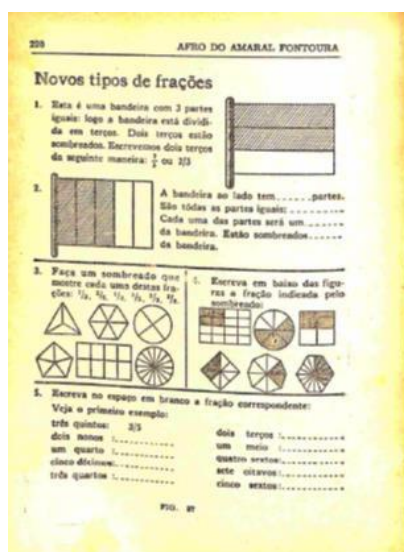 228
AFRO DO AMARAL FONTOURA
Novos tipos de frações
1. Esta é uma bandeira com 3 partes
iguais: logo a bandeira está dividi-
da em terços. Dois terços estão
sombreados. Escrevemos dois terços
da seguinte maneira: ou 2/3
2.
A bandeira ao lado tem.......partes.
São tôdas as partes iguais: ..........
Cada uma das partes será um.......
da bandeira. Estão sombreados......
da bandeira.
3. Faça um sombreado que
mostre cada uma destas fra-
ções:
4. Escreva em baixo das figu-
ras a fração indicada pelo
sombreado:
5. Escreva no espaço em branco a fração correspondente:
Veja o primeiro exemplo:
três quintos: 3/5
dois nonos :..............
um quarto :..............
cinco décimos:..............
três quartos :..............
dois terços :..............
um meio :..............
quatro sextos:..............
sete oitavos:..............
cinco sextos:..............
FIG. 27